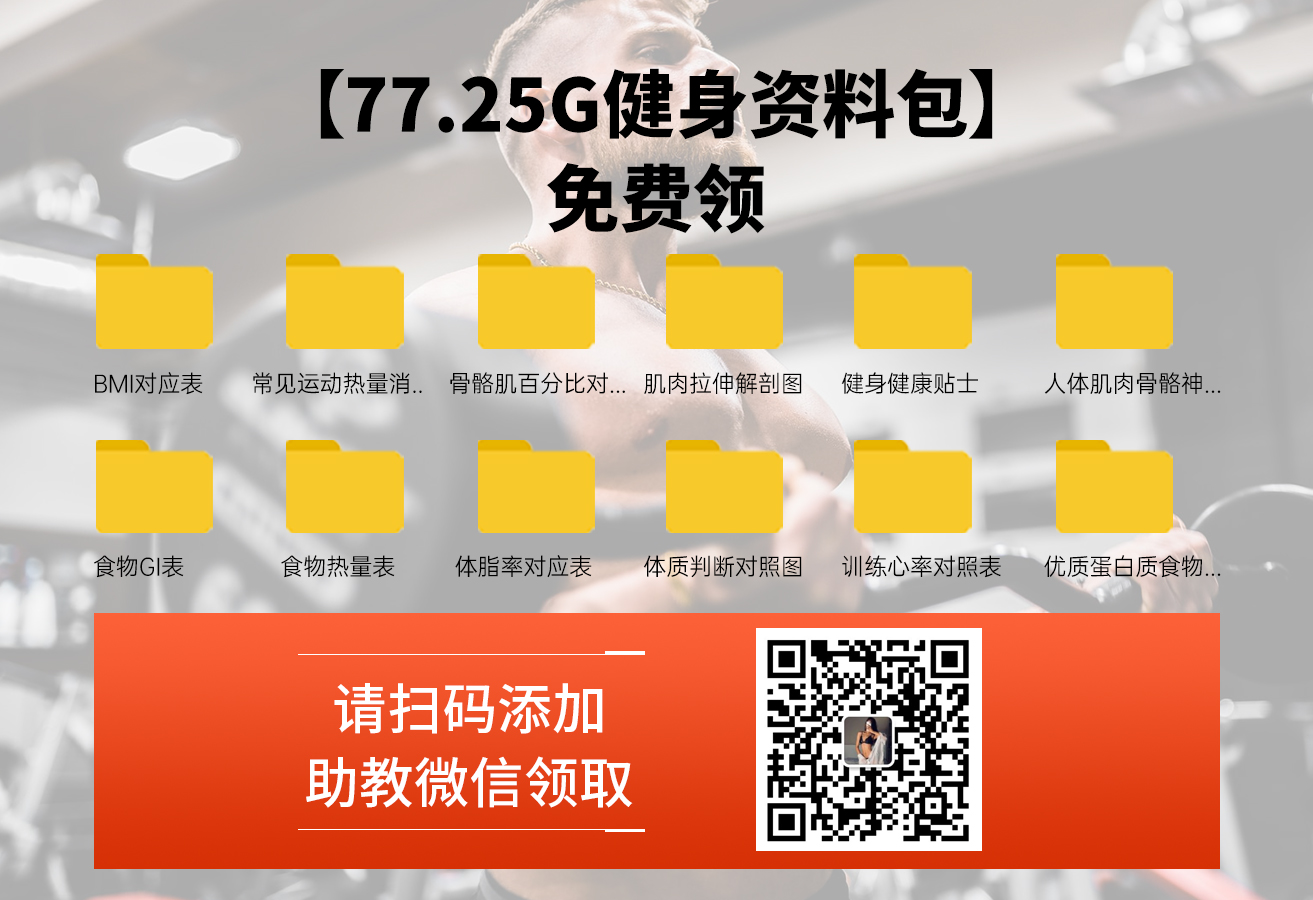 【77.25G健身资料包】
免费领
BMI对应表
常见运动热量消..
骨骼肌百分比对...
肌肉拉伸解剖图
健身健康贴士
人体肌肉骨骼神...
食物GI表
食物热量表
体脂率对应表
体质判断对照图
训练心率对照表
优质蛋白质食物...
请扫码添加
助教微信领取